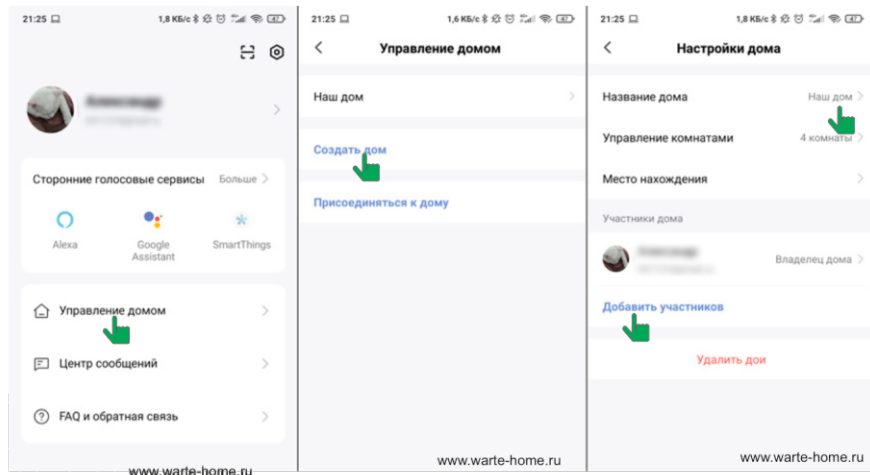 21:25
1,8 КБ/с
47
Сторонние голосовые сервисы
Больше
Alexa
Google
Assistant
SmartThings
Управление домом
Центр сообщений
FAQ и обратная связь
www.warte-home.ru
21:25
1,6 КБ/с
47
Управление домом
Наш дом
Создать дом
Присоединяться к дому
www.warte-home.ru
21:25
1,8 КБ/с
47
Настройки дома
Название дома
Наш дом
Управление комнатами
4 комнаты
Место нахождения
Участники дома
Владелец дома
Добавить участников
Удалить дои
www.warte-home.ru